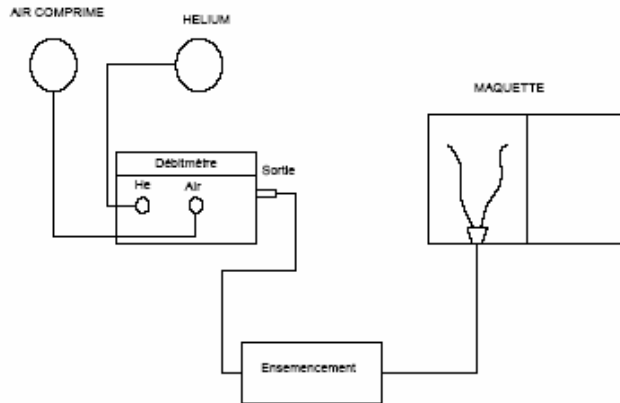 AIR COMPRIME
HELIUM
MAQUETTE
Débitmètre
Sortie
He
Air
Ensemencement